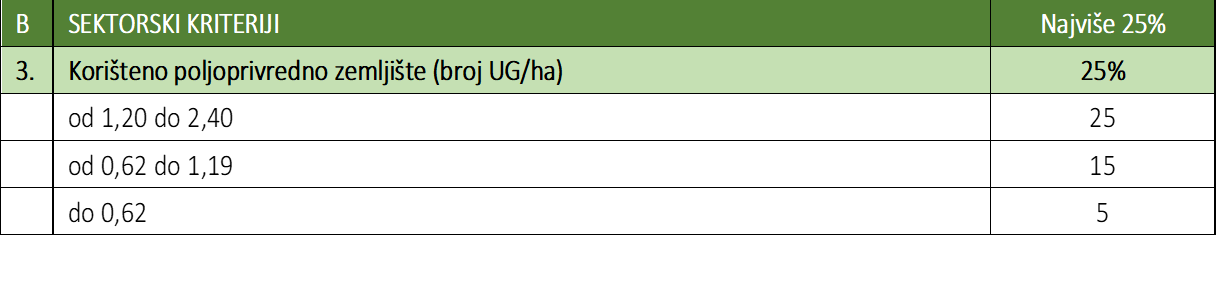 B SEKTORSKI KRITERIJI Najviše 25%
3. Korišteno poljoprivredno zemljište (broj UG/ha) 25%
od 1,20 do 2,40 25
od 0,62 do 1,19 15
do 0,62 5